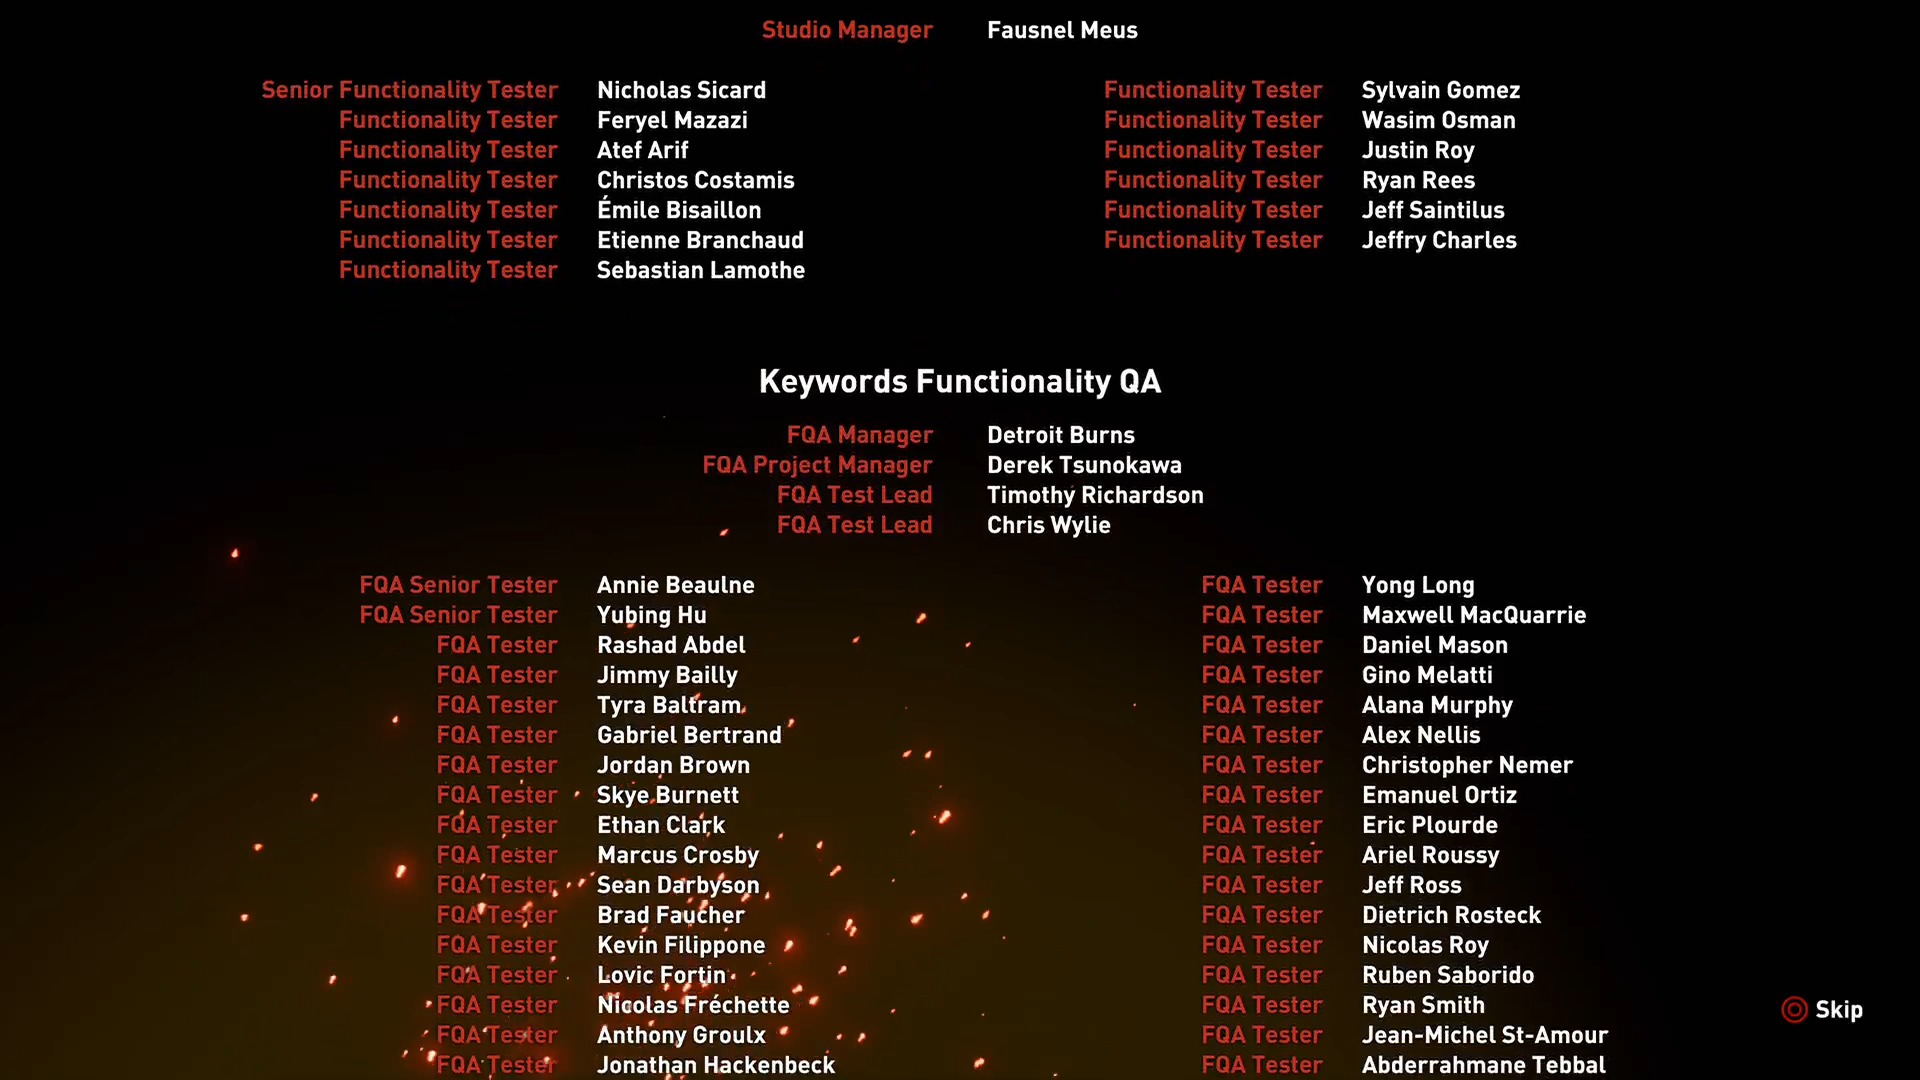 Studio Manager Fausnel Meus
Senior Functionality Tester Nicholas Sicard
Functionality Tester Feryel Mazazi
Functionality Tester Atef Arif
Functionality Tester Christos Costamis
Functionality Tester Émile Bisaillon
Functionality Tester Etienne Branchaud
Functionality Tester Sebastian Lamothe
Functionality Tester Sylvain Gomez
Functionality Tester Wasim Osman
Functionality Tester Justin Roy
Functionality Tester Ryan Rees
Functionality Tester Jeff Saintilus
Functionality Tester Jeffry Charles
Keywords Functionality QA
FQA Manager Detroit Burns
FQA Project Manager Derek Tsunokawa
FQA Test Lead Timothy Richardson
FQA Test Lead Chris Wylie
FQA Senior Tester Annie Beaulne
FQA Senior Tester Yubing Hu
FQA Tester Rashad Abdel
FQA Tester Jimmy Bailly
FQA Tester Tyra Baltram
FQA Tester Gabriel Bertrand
FQA Tester Jordan Brown
FQA Tester Skye Burnett
FQA Tester Ethan Clark
FQA Tester Marcus Crosby
FQA Tester Sean Darbyson
FQA Tester Brad Faucher
FQA Tester Kevin Filippone
FQA Tester Lovic Fortin
FQA Tester Nicolas Fréchette
FQA Tester Anthony Groulx
FQA Tester Jonathan Hackenbeck
FQA Tester Yong Long
FQA Tester Maxwell MacQuarrie
FQA Tester Daniel Mason
FQA Tester Gino Melatti
FQA Tester Alana Murphy
FQA Tester Alex Nellis
FQA Tester Christopher Nemer
FQA Tester Emanuel Ortiz
FQA Tester Eric Plourde
FQA Tester Ariel Roussy
FQA Tester Jeff Ross
FQA Tester Dietrich Rosteck
FQA Tester Nicolas Roy
FQA Tester Ruben Saborido
FQA Tester Ryan Smith
FQA Tester Jean-Michel St-Amour
FQA Tester Abderrahmane Tebbal
Skip